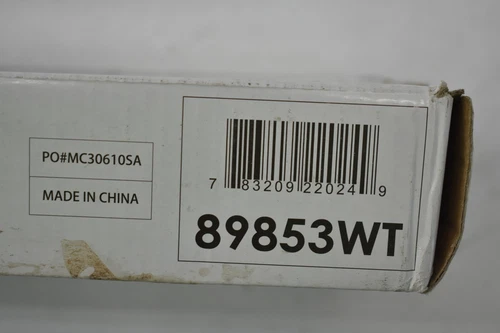 PO#MC30610SA
MADE IN CHINA
7 83209 22024 9
89853WT